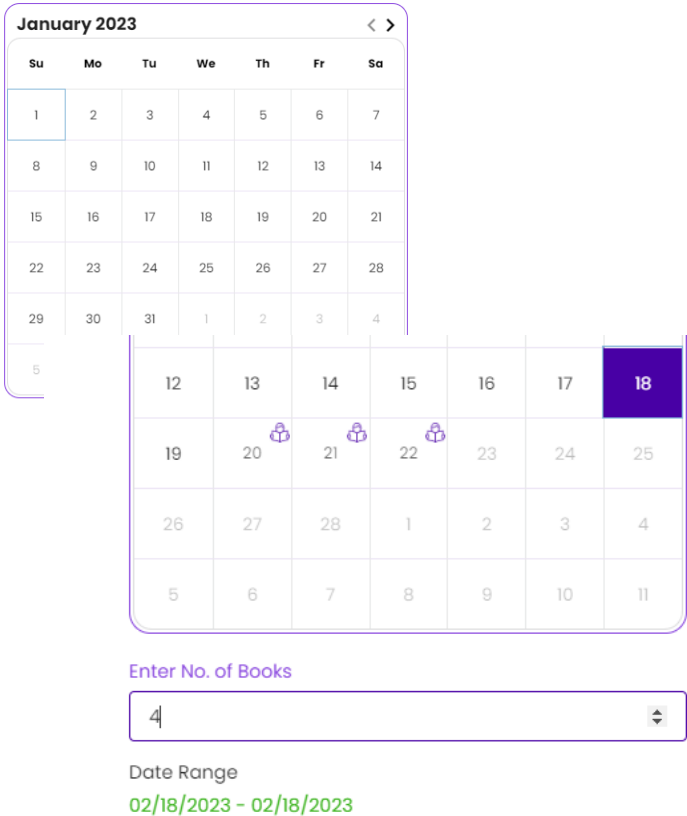 January 2023
Su Mo Tu We Th Fr Sa
1 2 3 4 5 6 7
8 9 10 11 12 13 14
15 16 17 18 19 20 21
22 23 24 25 26 27 28
29 30 31 1 2 3 4
5
12 13 14 15 16 17 18
19 20 21 22 23 24 25
26 27 28 1 2 3 4
5 6 7 8 9 10 11
Enter No. of Books
4
Date Range
02/18/2023 - 02/18/2023